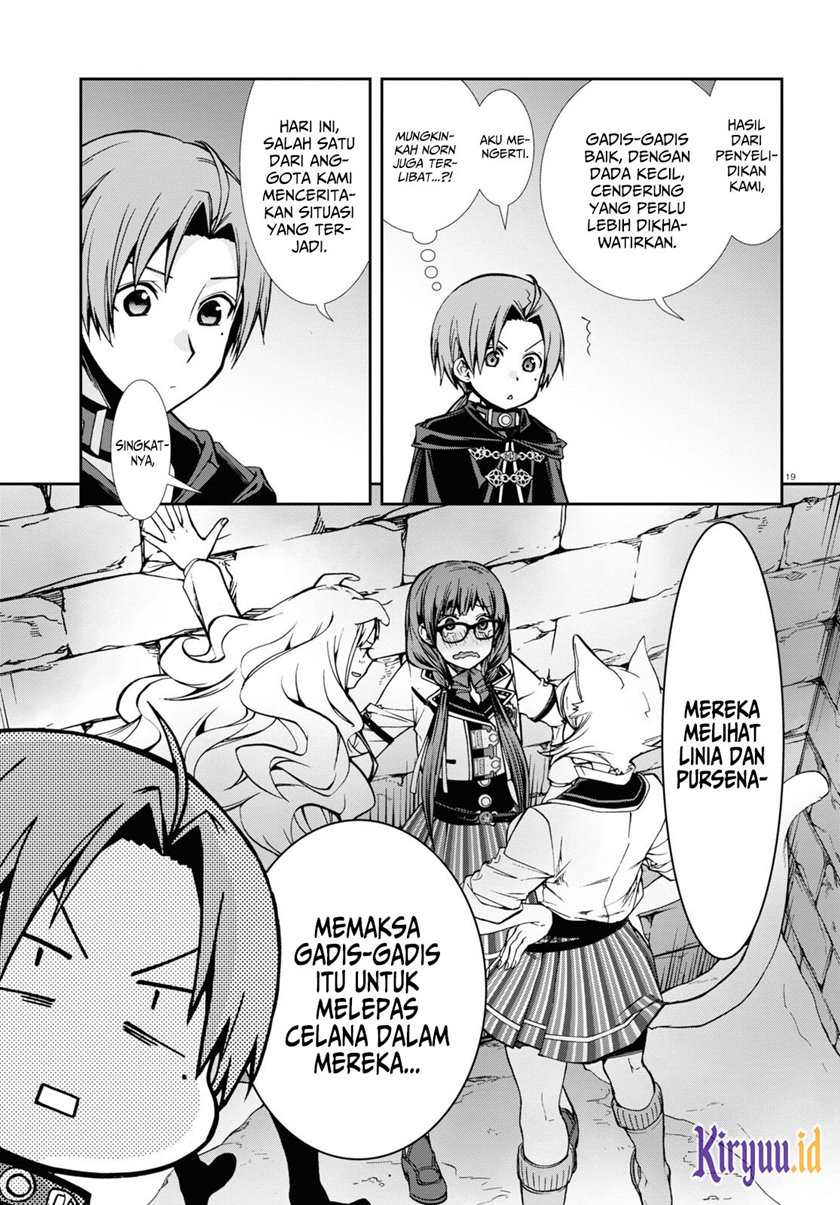 HASIL
DARI
PENYELI-
DIKAN
KAMI,
GADIS-GADIS
BAIK, DENGAN
DADA KECIL,
CENDERUNG
YANG PERLU
LEBIH DIKHA-
WATIRKAN.
AKU ME-
NGERTI.
MUNGKIN-
KAH NORN
JUGA TER-
LIBAT...?!
HARI INI,
SALAH SATU
DARI ANG-
GOTA KAMI
MENCERITA-
KAN SITUASI
YANG TER-
JADI.
SINGKAT-
NYA,
19
MEREKA
MELIHAT
LINIA DAN
PURSENA-
MEMAKSA
GADIS-GADIS
ITU UNTUK
MELEPAS
CELANA DALAM
MEREKA...
Kiryuu.id